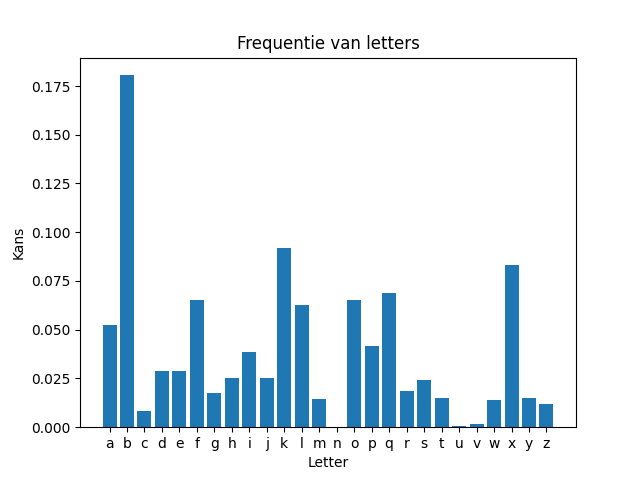 Frequentie van letters
Kans
0.175
0.150
0.125
0.100
0.075
0.050
0.025
0.000
a b c d e f g h i j k l m n o p q r s t u v w x y z
Letter